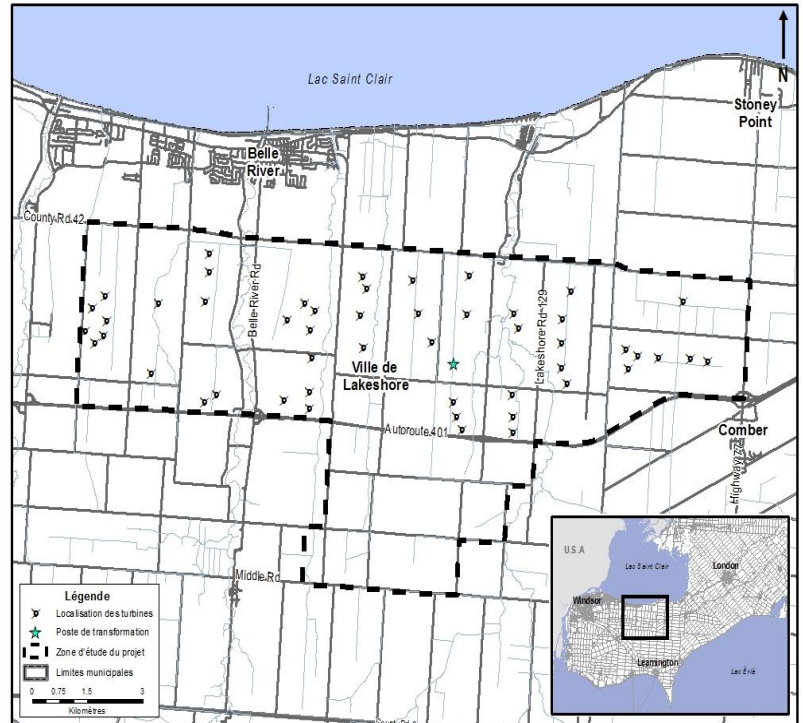 Lac Saint Clair
N
Stoney
Point
Belle
River
County Rd 42
Belle River Rd
Lakeshore Rd 129
Ville de
Lakeshore
Autoroute 401
Comber
Highway 77
Middle Rd
Légende
Localisation des turbines
Poste de transformation
Zone d'étude du projet
Limites municipales
0 0.75 1.5 3
Kilomètres
U.S.A
Lac Saint Clair
London
Windsor
Leamington
Lac Érié